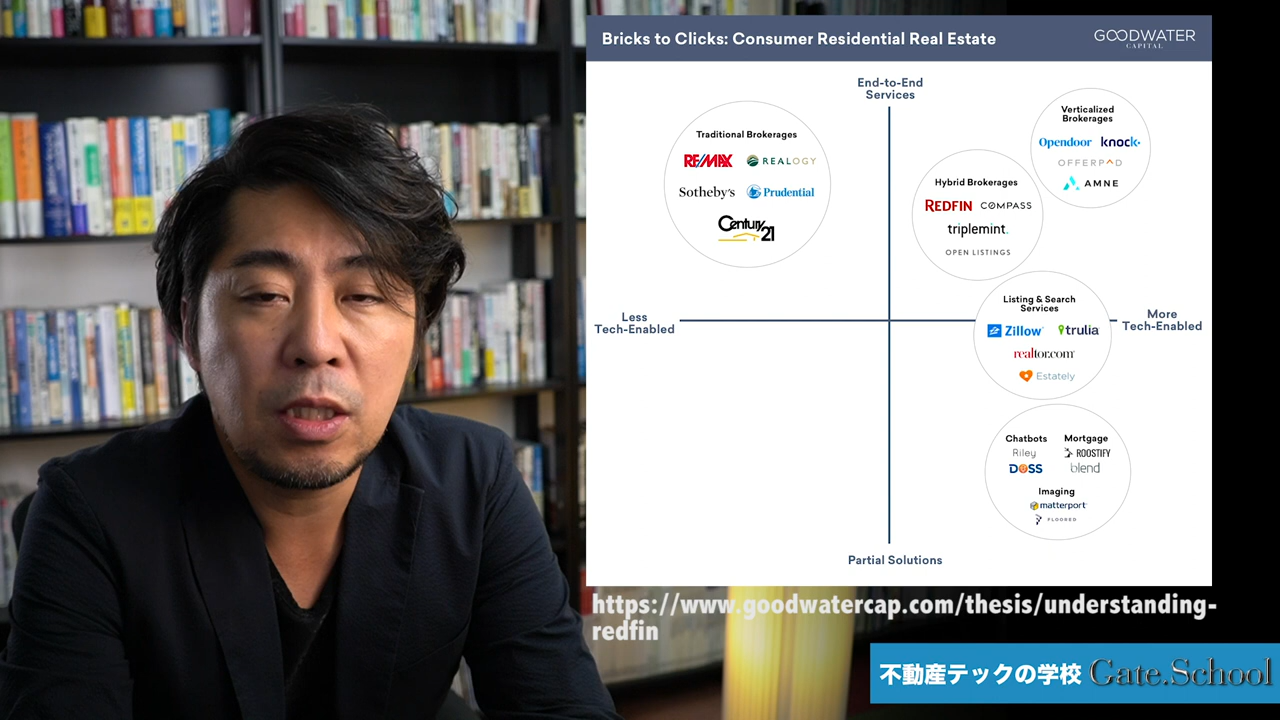 Bricks to Clicks: Consumer Residential Real Estate
GOODWATER
CAPITAL
End-to-End
Services
Traditional Brokerages
RE/MAX
REALOGY
Sotheby's
Prudential
Century 21
Verticalized
Brokerages
Opendoor
knock.
OFFERPAD
AMNE
Hybrid Brokerages
REDFIN
COMPASS
triplemint.
OPEN LISTINGS
Less
Tech-Enabled
More
Tech-Enabled
Listing & Search
Services
Zillow
trulia
realtor.com
Estately
Chatbots
Riley
DOSS
Mortgage
ROOSTIFY
blend
Imaging
matterport
FLOORED
Partial Solutions
https://www.goodwatercap.com/thesis/understanding-
redfin
不動産テックの学校 Gate.School